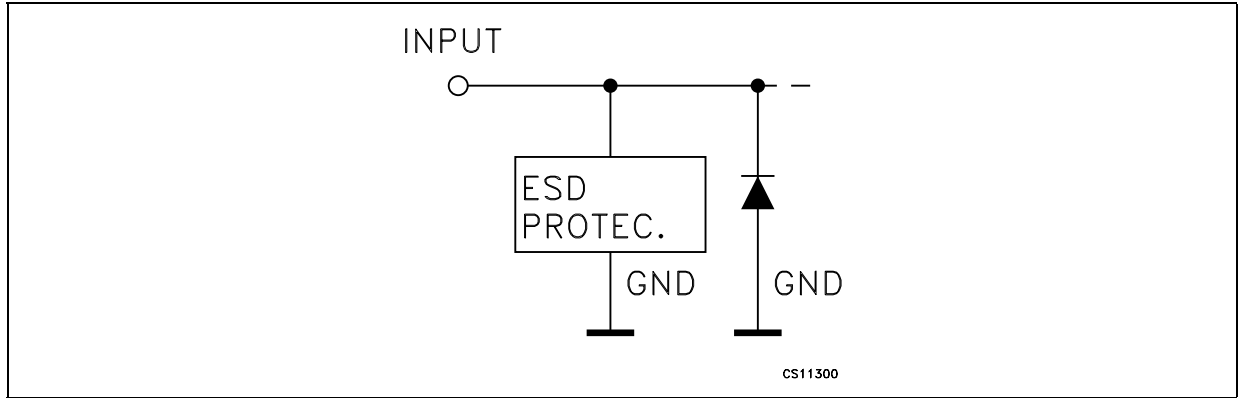 INPUT
ESD
PROTEC.
GND
GND
CS11300